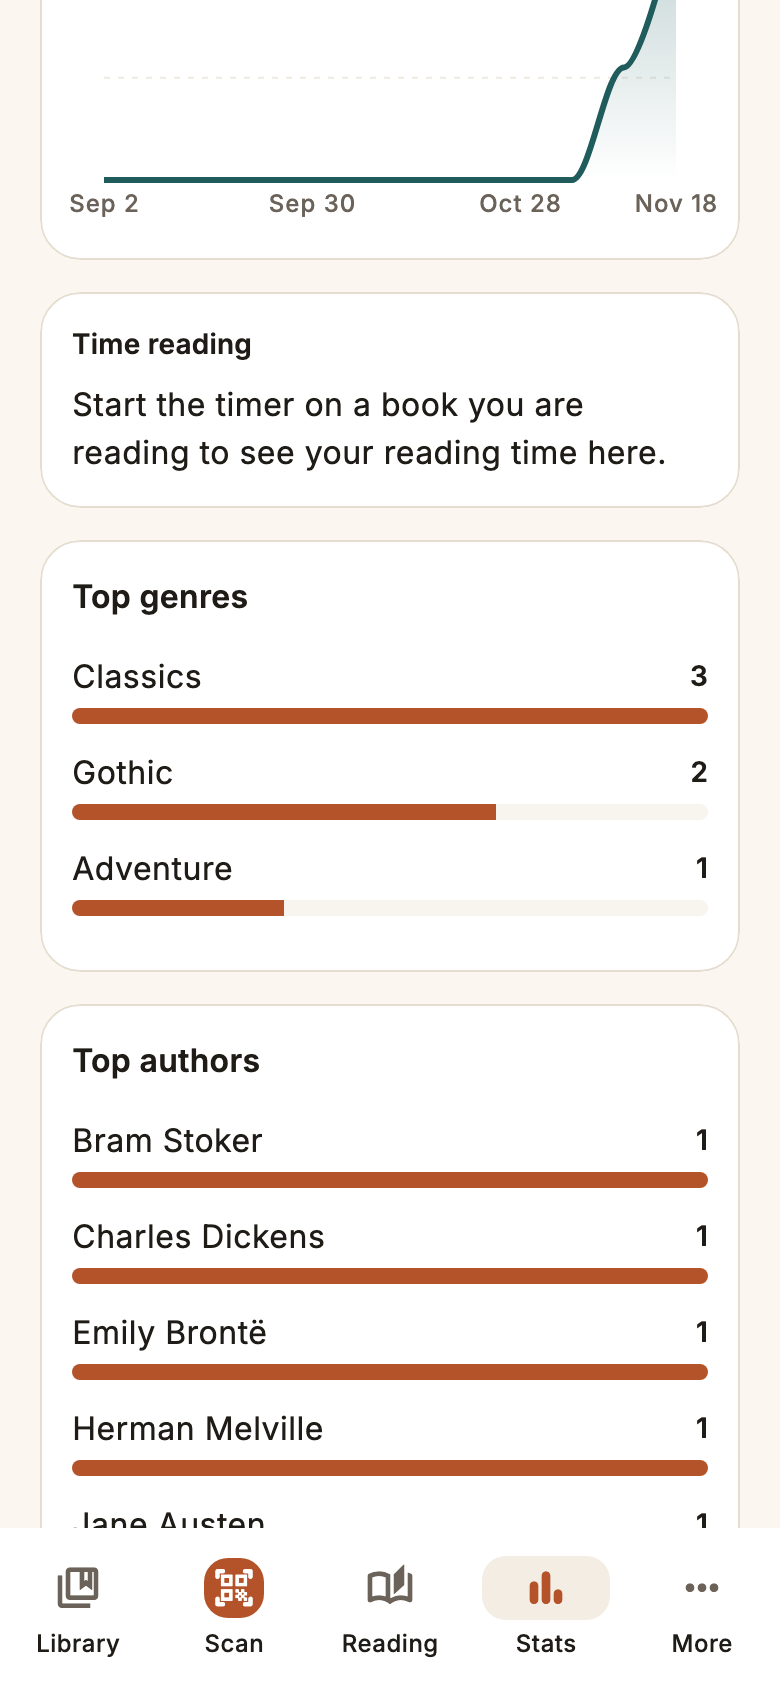 Sep 2 Sep 30 Oct 28 Nov 18
Time reading
Start the timer on a book you are
reading to see your reading time here.
Top genres
Classics 3
Gothic 2
Adventure 1
Top authors
Bram Stoker 1
Charles Dickens 1
Emily Brontë 1
Herman Melville 1
Jane Austen 1
Library Scan Reading Stats More